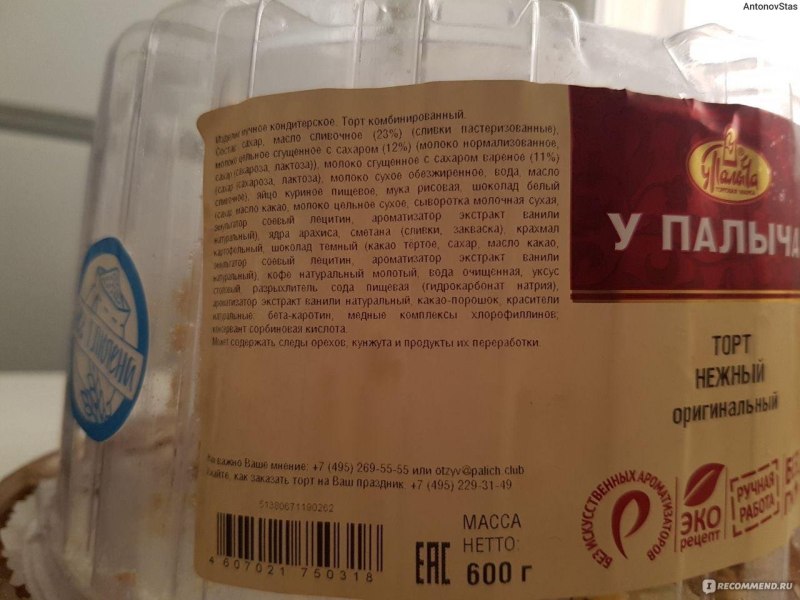 AntonovStas
Изделие мучное кондитерское. Торт комбинированный.
Состав: сахар, масло сливочное (23%) (сливки пастеризованные),
молоко цельное сгущенное с сахаром (12%) (молоко нормализованное,
сахар (сахароза, лактоза)), молоко сгущенное с сахаром вареное (11%)
(сахар (сахароза, лактоза), молоко сухое обезжиренное, вода, масло
сливочное), яйцо куриное пищевое, мука рисовая, шоколад белый
(сахар, масло какао, молоко цельное сухое, сыворотка молочная сухая,
эмульгатор соевый лецитин, ароматизатор экстракт ванили
натуральный), ядра арахиса, сметана (сливки, закваска), крахмал
картофельный, шоколад темный (какао тертое, сахар, масло какао,
эмульгатор соевый лецитин, ароматизатор экстракт ванили
натуральный), кофе натуральный молотый, вода очищенная, уксус
столовый, разрыхлитель сода пищевая (гидрокарбонат натрия),
ароматизатор экстракт ванили натуральный, какао-порошок, красители
натуральные: бета-каротин, медные комплексы хлорофиллинов;
консервант сорбиновая кислота.
Может содержать следы орехов, кунжута и продукты их переработки.
Нам важно Ваше мнение: +7 (495) 269-55-55 или otzyv@palich.club
Узнайте, как заказать торт на Ваш праздник: +7 (495) 229-31-49
51380671190262
4 607021 750318
ЕАС
МАССА
НЕТТО:
600 г
У Палыча
ТОРГОВАЯ МАРКА
У ПАЛЫЧА
ТОРТ
НЕЖНЫЙ
оригинальный
БЕЗ ИСКУССТВЕННЫХ АРОМАТИЗАТОРОВ
ЭКО
рецепт
РУЧНАЯ
РАБОТА
RECOMMEND.RU